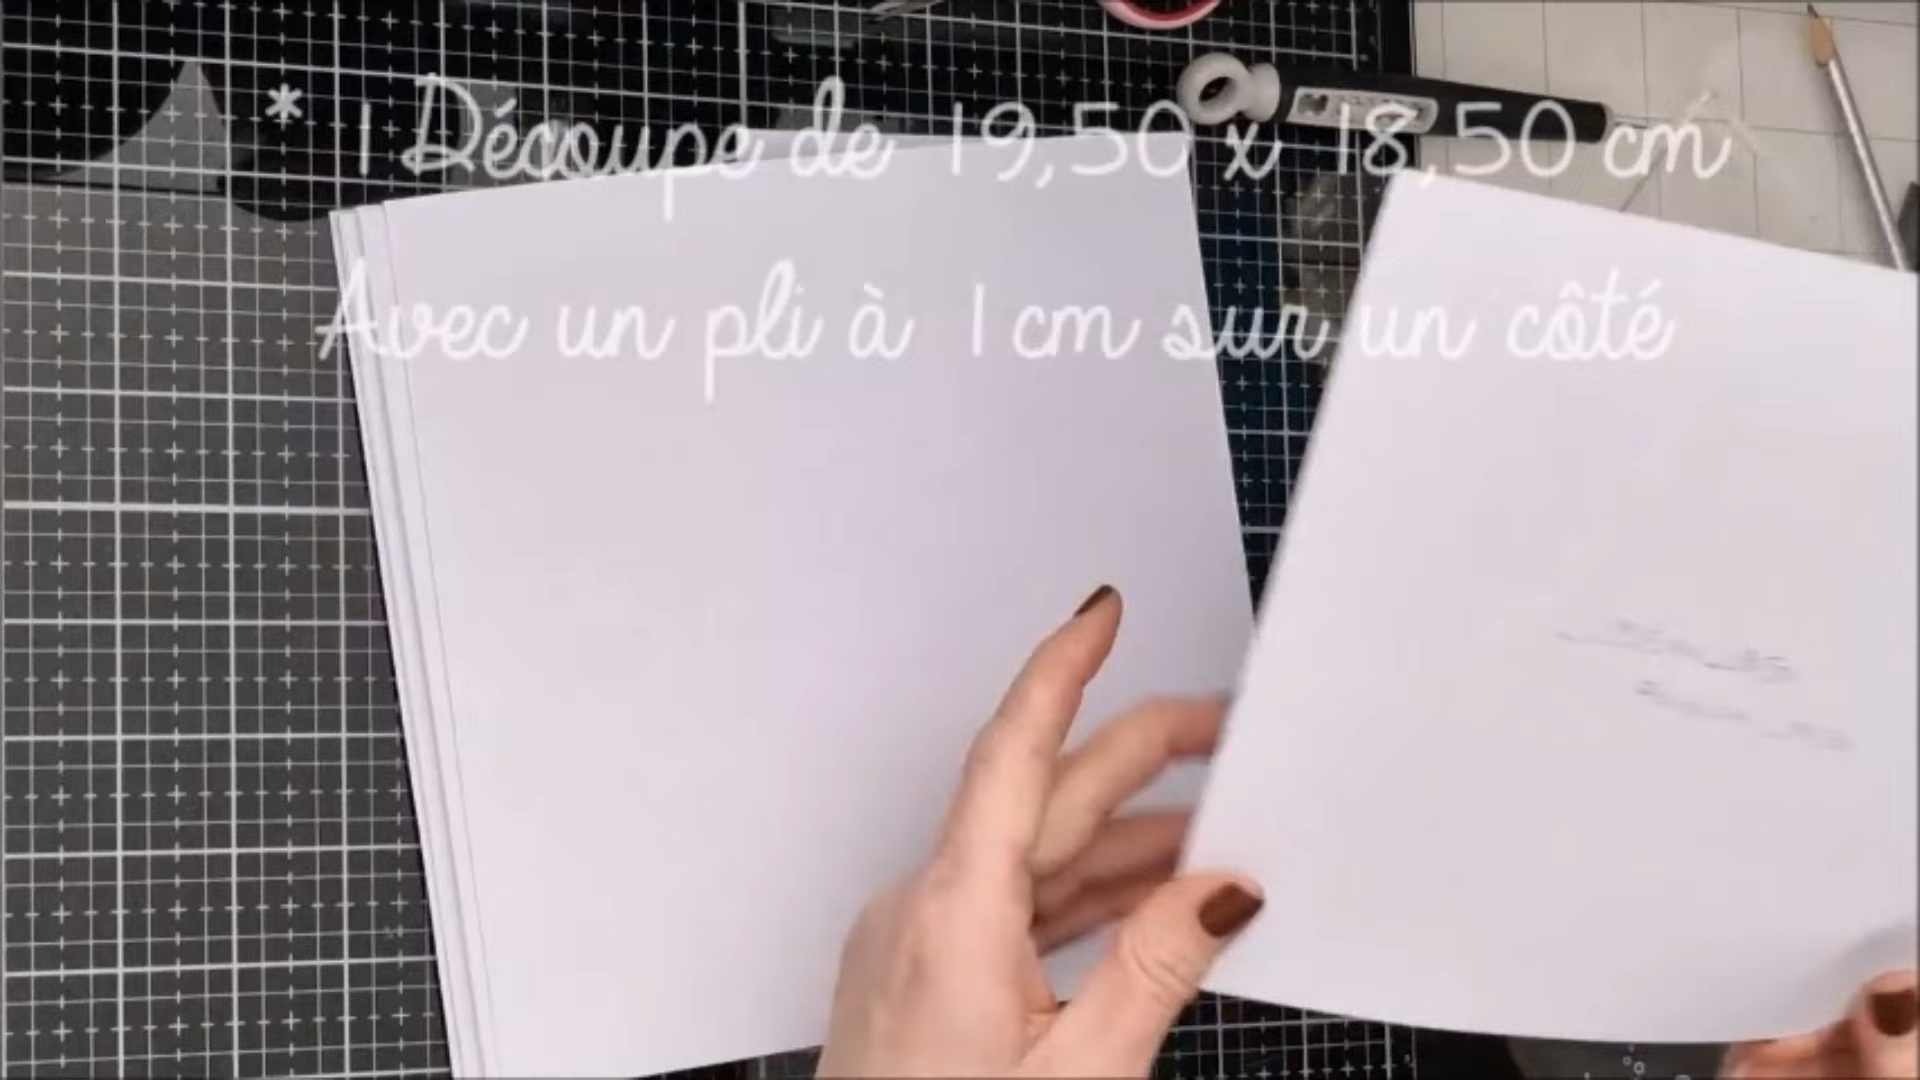 * 1 Découpe de 19,50 x 18,50 cm
Avec un pli à 1 cm sur un côté